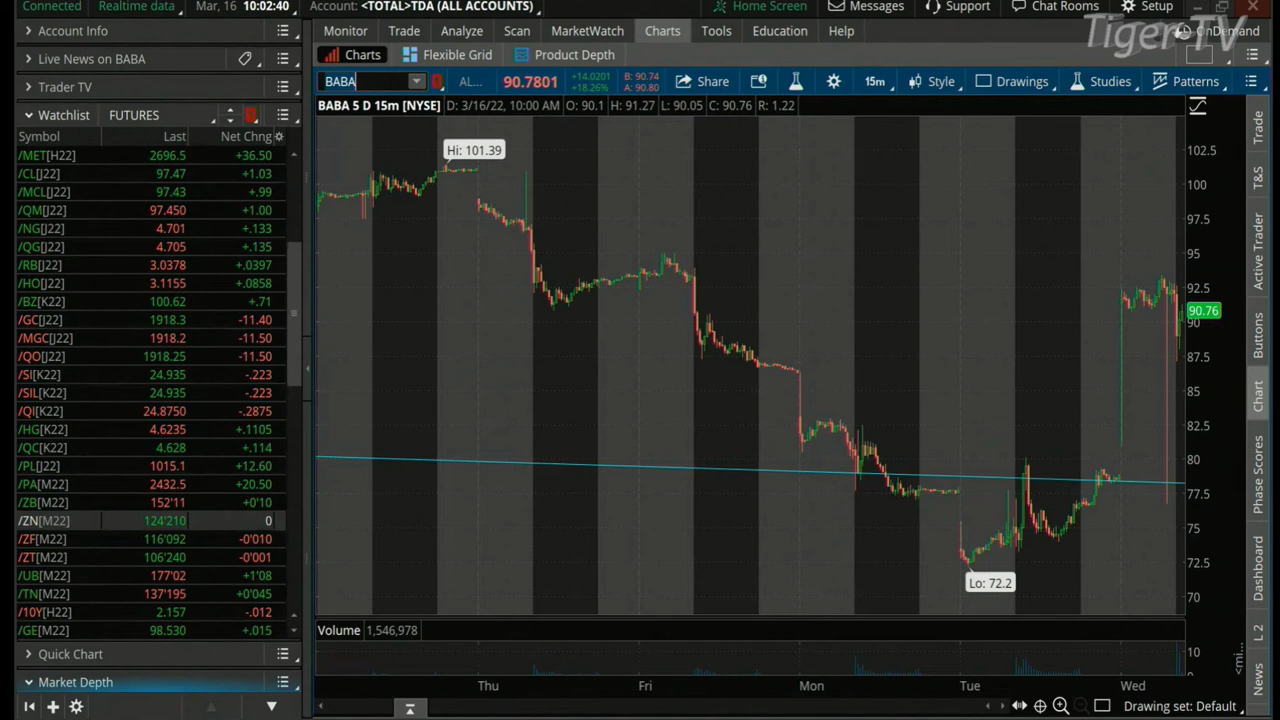 Connected Realtime data Mar, 16 10:02:40 Account: <TOTAL>TDA (ALL ACCOUNTS) Home Screen Messages Support Chat Rooms Setup
Tiger TV
OnDemand
Account Info
Live News on BABA
Trader TV
Watchlist FUTURES
Symbol Last Net Chng
/MET[H22] 2696.5 +36.50
/CL[J22] 97.47 +1.03
/MCL[J22] 97.43 +.99
/QM[J22] 97.450 +1.00
/NG[J22] 4.701 +.133
/QG[J22] 4.705 +.135
/RB[J22] 3.0378 +.0397
/HO[J22] 3.1155 +.0858
/BZ[K22] 100.62 +.71
/GC[J22] 1918.3 -11.40
/MGC[J22] 1918.2 -11.50
/QO[J22] 1918.25 -11.50
/SI[K22] 24.935 -.223
/SIL[K22] 24.935 -.223
/QI[K22] 24.8750 -.2875
/HG[K22] 4.6235 +.1105
/QC[K22] 4.628 +.114
/PL[J22] 1015.1 +12.60
/PA[M22] 2432.5 +20.50
/ZB[M22] 152'11 +0'10
/ZN[M22] 124'210 0
/ZF[M22] 116'092 -0'010
/ZT[M22] 106'240 -0'001
/UB[M22] 177'02 +1'08
/TN[M22] 137'195 +0'045
/10Y[H22] 2.157 -.012
/GE[M22] 98.530 +.015
Quick Chart
Market Depth
Monitor Trade Analyze Scan MarketWatch Charts Tools Education Help
Charts Flexible Grid Product Depth
BABA AL... 90.7801 +14.0201 +18.26% B: 90.74 A: 90.80 Share 15m Style Drawings Studies Patterns
BABA 5 D 15m [NYSE] D: 3/16/22, 10:00 AM O: 90.1 H: 91.27 L: 90.05 C: 90.76 R: 1.22
Hi: 101.39
Lo: 72.2
102.5
100
97.5
95
92.5
90.76
90
87.5
85
82.5
80
77.5
75
72.5
70
Volume 1,546,978
10
0
Thu Fri Mon Tue Wed
Drawing set: Default
Trade
T&S
Active Trader
Buttons
Chart
Phase Scores
Dashboard
L 2
News